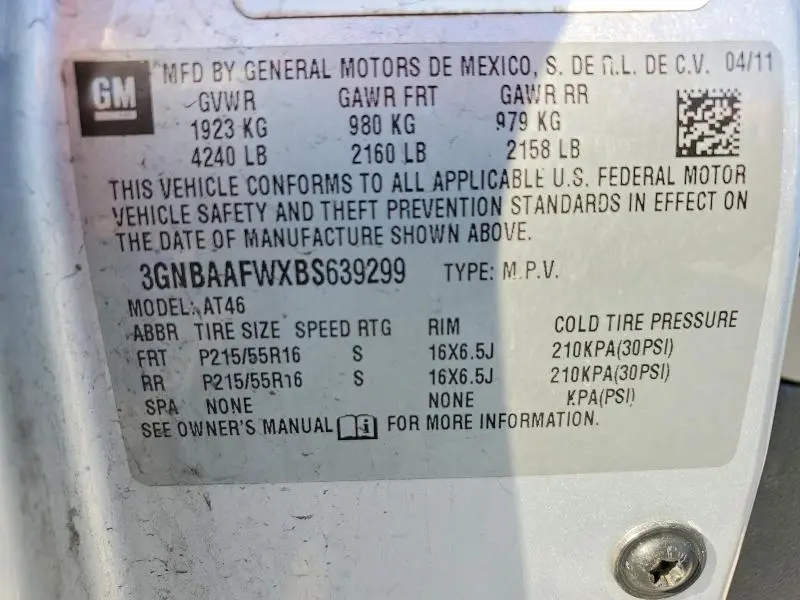 GM
MFD BY GENERAL MOTORS DE MEXICO, S. DE R.L. DE C.V. 04/11
GVWR GAWR FRT GAWR RR
1923 KG 980 KG 979 KG
4240 LB 2160 LB 2158 LB
THIS VEHICLE CONFORMS TO ALL APPLICABLE U.S. FEDERAL MOTOR
VEHICLE SAFETY AND THEFT PREVENTION STANDARDS IN EFFECT ON
THE DATE OF MANUFACTURE SHOWN ABOVE.
3GNBAAFWXBS639299 TYPE: M.P.V.
MODEL: AT46
ABBR TIRE SIZE SPEED RTG RIM COLD TIRE PRESSURE
FRT P215/55R16 S 16X6.5J 210KPA(30PSI)
RR P215/55R16 S 16X6.5J 210KPA(30PSI)
SPA NONE NONE KPA(PSI)
SEE OWNER'S MANUAL i FOR MORE INFORMATION.